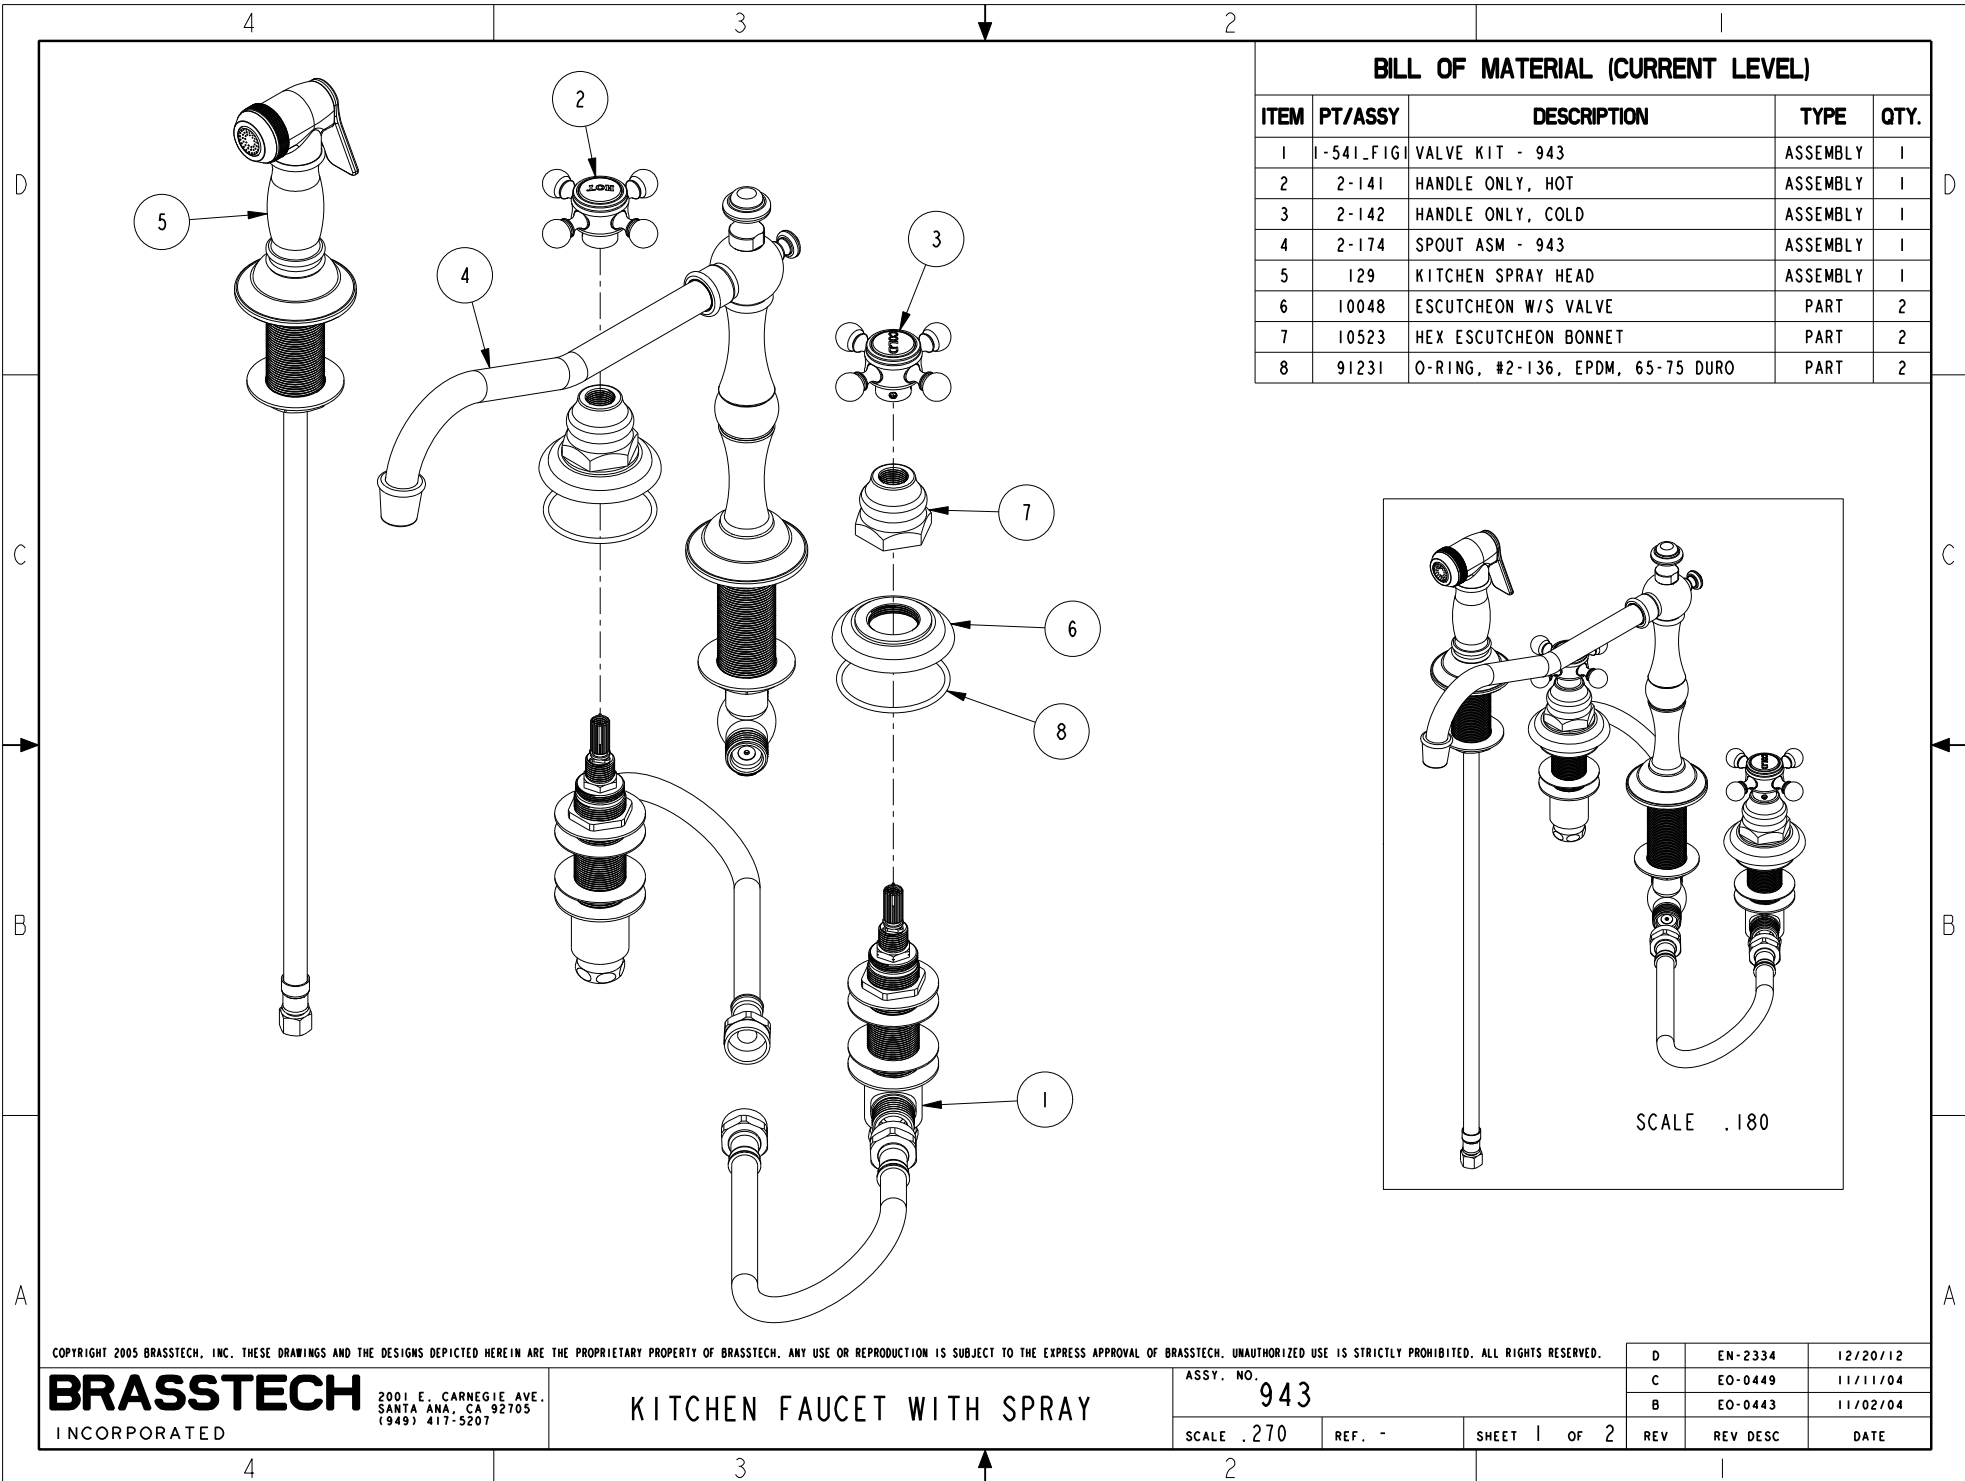 4 3 2 1
BILL OF MATERIAL (CURRENT LEVEL)
ITEM PT/ASSY DESCRIPTION TYPE QTY.
1 1-541_FIG1 VALVE KIT - 943 ASSEMBLY 1
2 2-141 HANDLE ONLY, HOT ASSEMBLY 1
3 2-142 HANDLE ONLY, COLD ASSEMBLY 1
4 2-174 SPOUT ASM - 943 ASSEMBLY 1
5 129 KITCHEN SPRAY HEAD ASSEMBLY 1
6 10048 ESCUTCHEON W/S VALVE PART 2
7 10523 HEX ESCUTCHEON BONNET PART 2
8 91231 O-RING, #2-136, EPDM, 65-75 DURO PART 2
2
HOT
D D
5
3
4
COLD
7
C C
6
8
COLD
B B
1
SCALE .180
A A
COPYRIGHT 2005 BRASSTECH, INC. THESE DRAWINGS AND THE DESIGNS DEPICTED HEREIN ARE THE PROPRIETARY PROPERTY OF BRASSTECH. ANY USE OR REPRODUCTION IS SUBJECT TO THE EXPRESS APPROVAL OF BRASSTECH. UNAUTHORIZED USE IS STRICTLY PROHIBITED. ALL RIGHTS RESERVED.
BRASSTECH
INCORPORATED
2001 E. CARNEGIE AVE.
SANTA ANA, CA 92705
(949) 417-5207
KITCHEN FAUCET WITH SPRAY
ASSY. NO.
943
SCALE .270 REF. - SHEET 1 OF 2
D EN-2334 12/20/12
C EO-0449 11/11/04
B EO-0443 11/02/04
REV REV DESC DATE
4 3 2 1